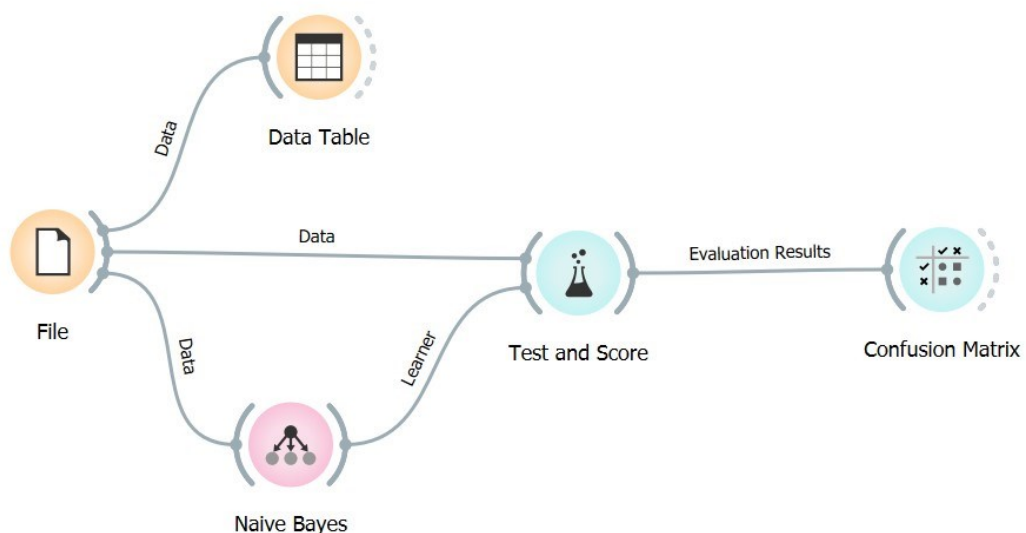 Data Table
Data
Data
Evaluation Results
File
Data
Learner
Test and Score
Confusion Matrix
Naive Bayes